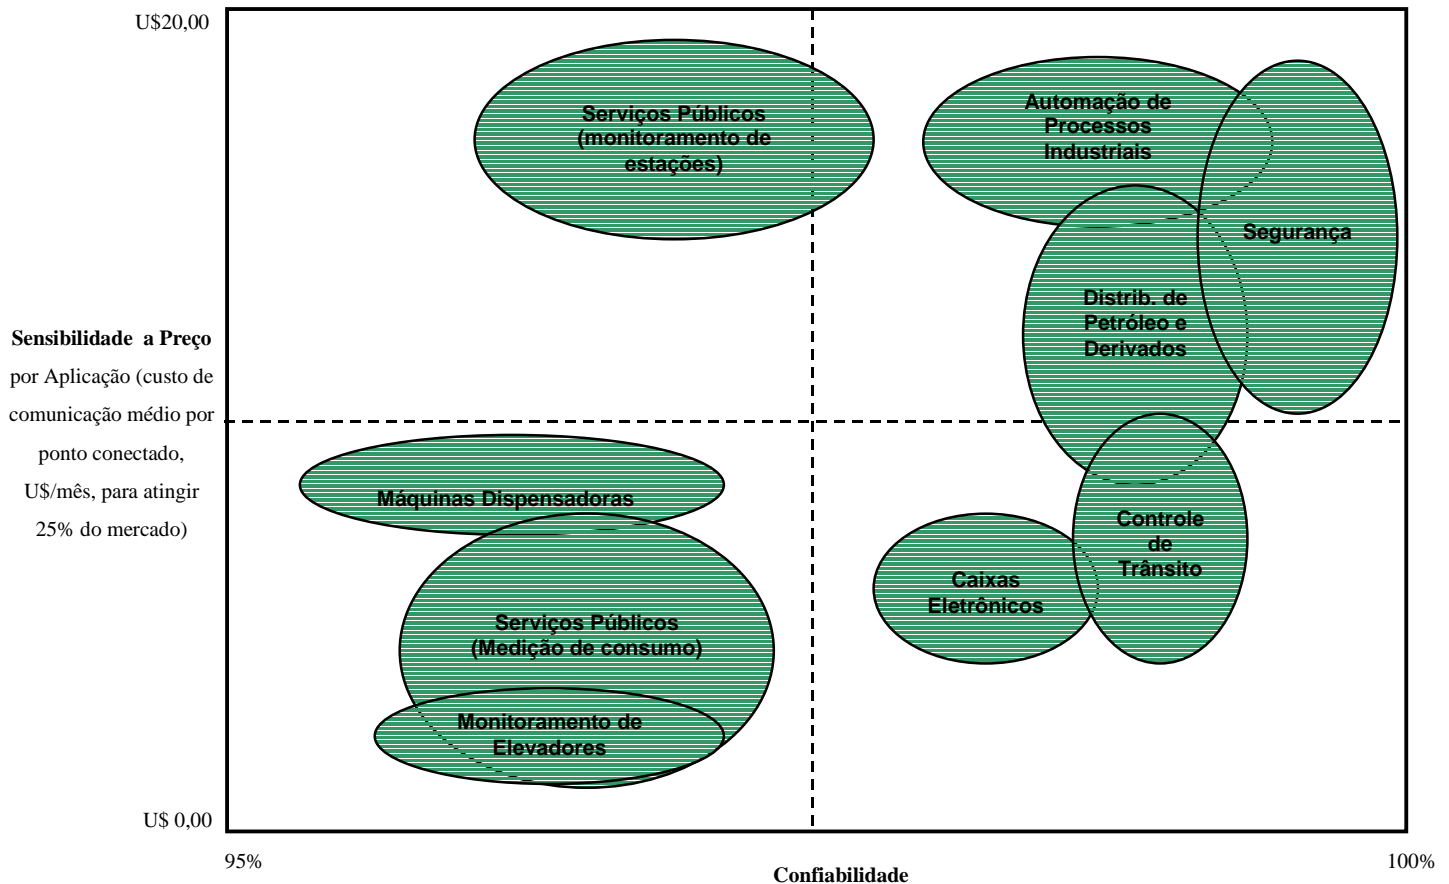 U$20,00
Serviços Públicos
(monitoramento de
estações)
Automação de
Processos
Industriais
Segurança
Distrib. de
Petróleo e
Derivados
Sensibilidade a Preço
por Aplicação (custo de
comunicação médio por
ponto conectado,
U$/mês, para atingir
25% do mercado)
Máquinas Dispensadoras
Controle
de
Trânsito
Caixas
Eletrônicos
Serviços Públicos
(Medição de consumo)
Monitoramento de
Elevadores
U$ 0,00
95%
100%
Confiabilidade